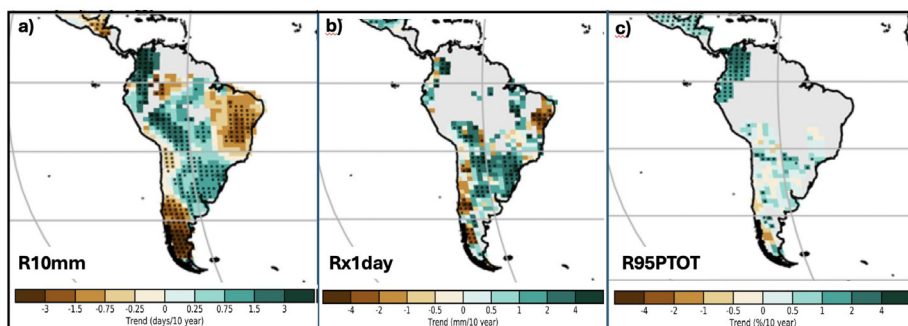 a)
b)
c)
R10mm
Rx1day
R95PTOT
-3 -1.5 -0.75 -0.25 0 0.25 0.75 1.5 3
Trend (days/10 year)
-4 -2 -1 -0.5 0 0.5 1 2 4
Trend (mm/10 year)
-4 -2 -1 -0.5 0 0.5 1 2 4
Trend (%/10 year)